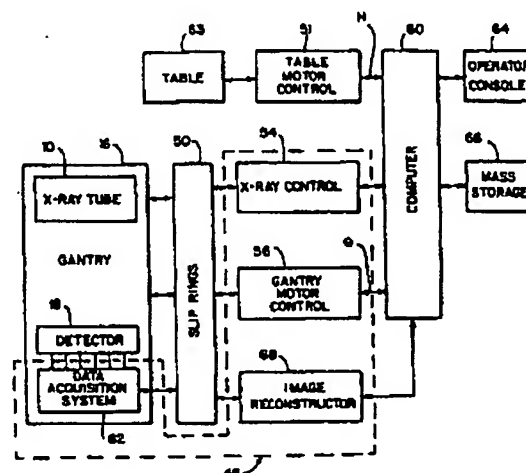 63
51
H
60
64
TABLE
TABLE
MOTOR
CONTROL
COMPUTER
OPERATOR
CONSOLE
10
16
50
54
66
X-RAY TUBE
X-RAY CONTROL
MASS
STORAGE
GANTRY
SLIP RINGS
56
GANTRY
MOTOR
CONTROL
18
DETECTOR
68
DATA
ACQUISITION
SYSTEM
IMAGE
RECONSTRUCTOR
62